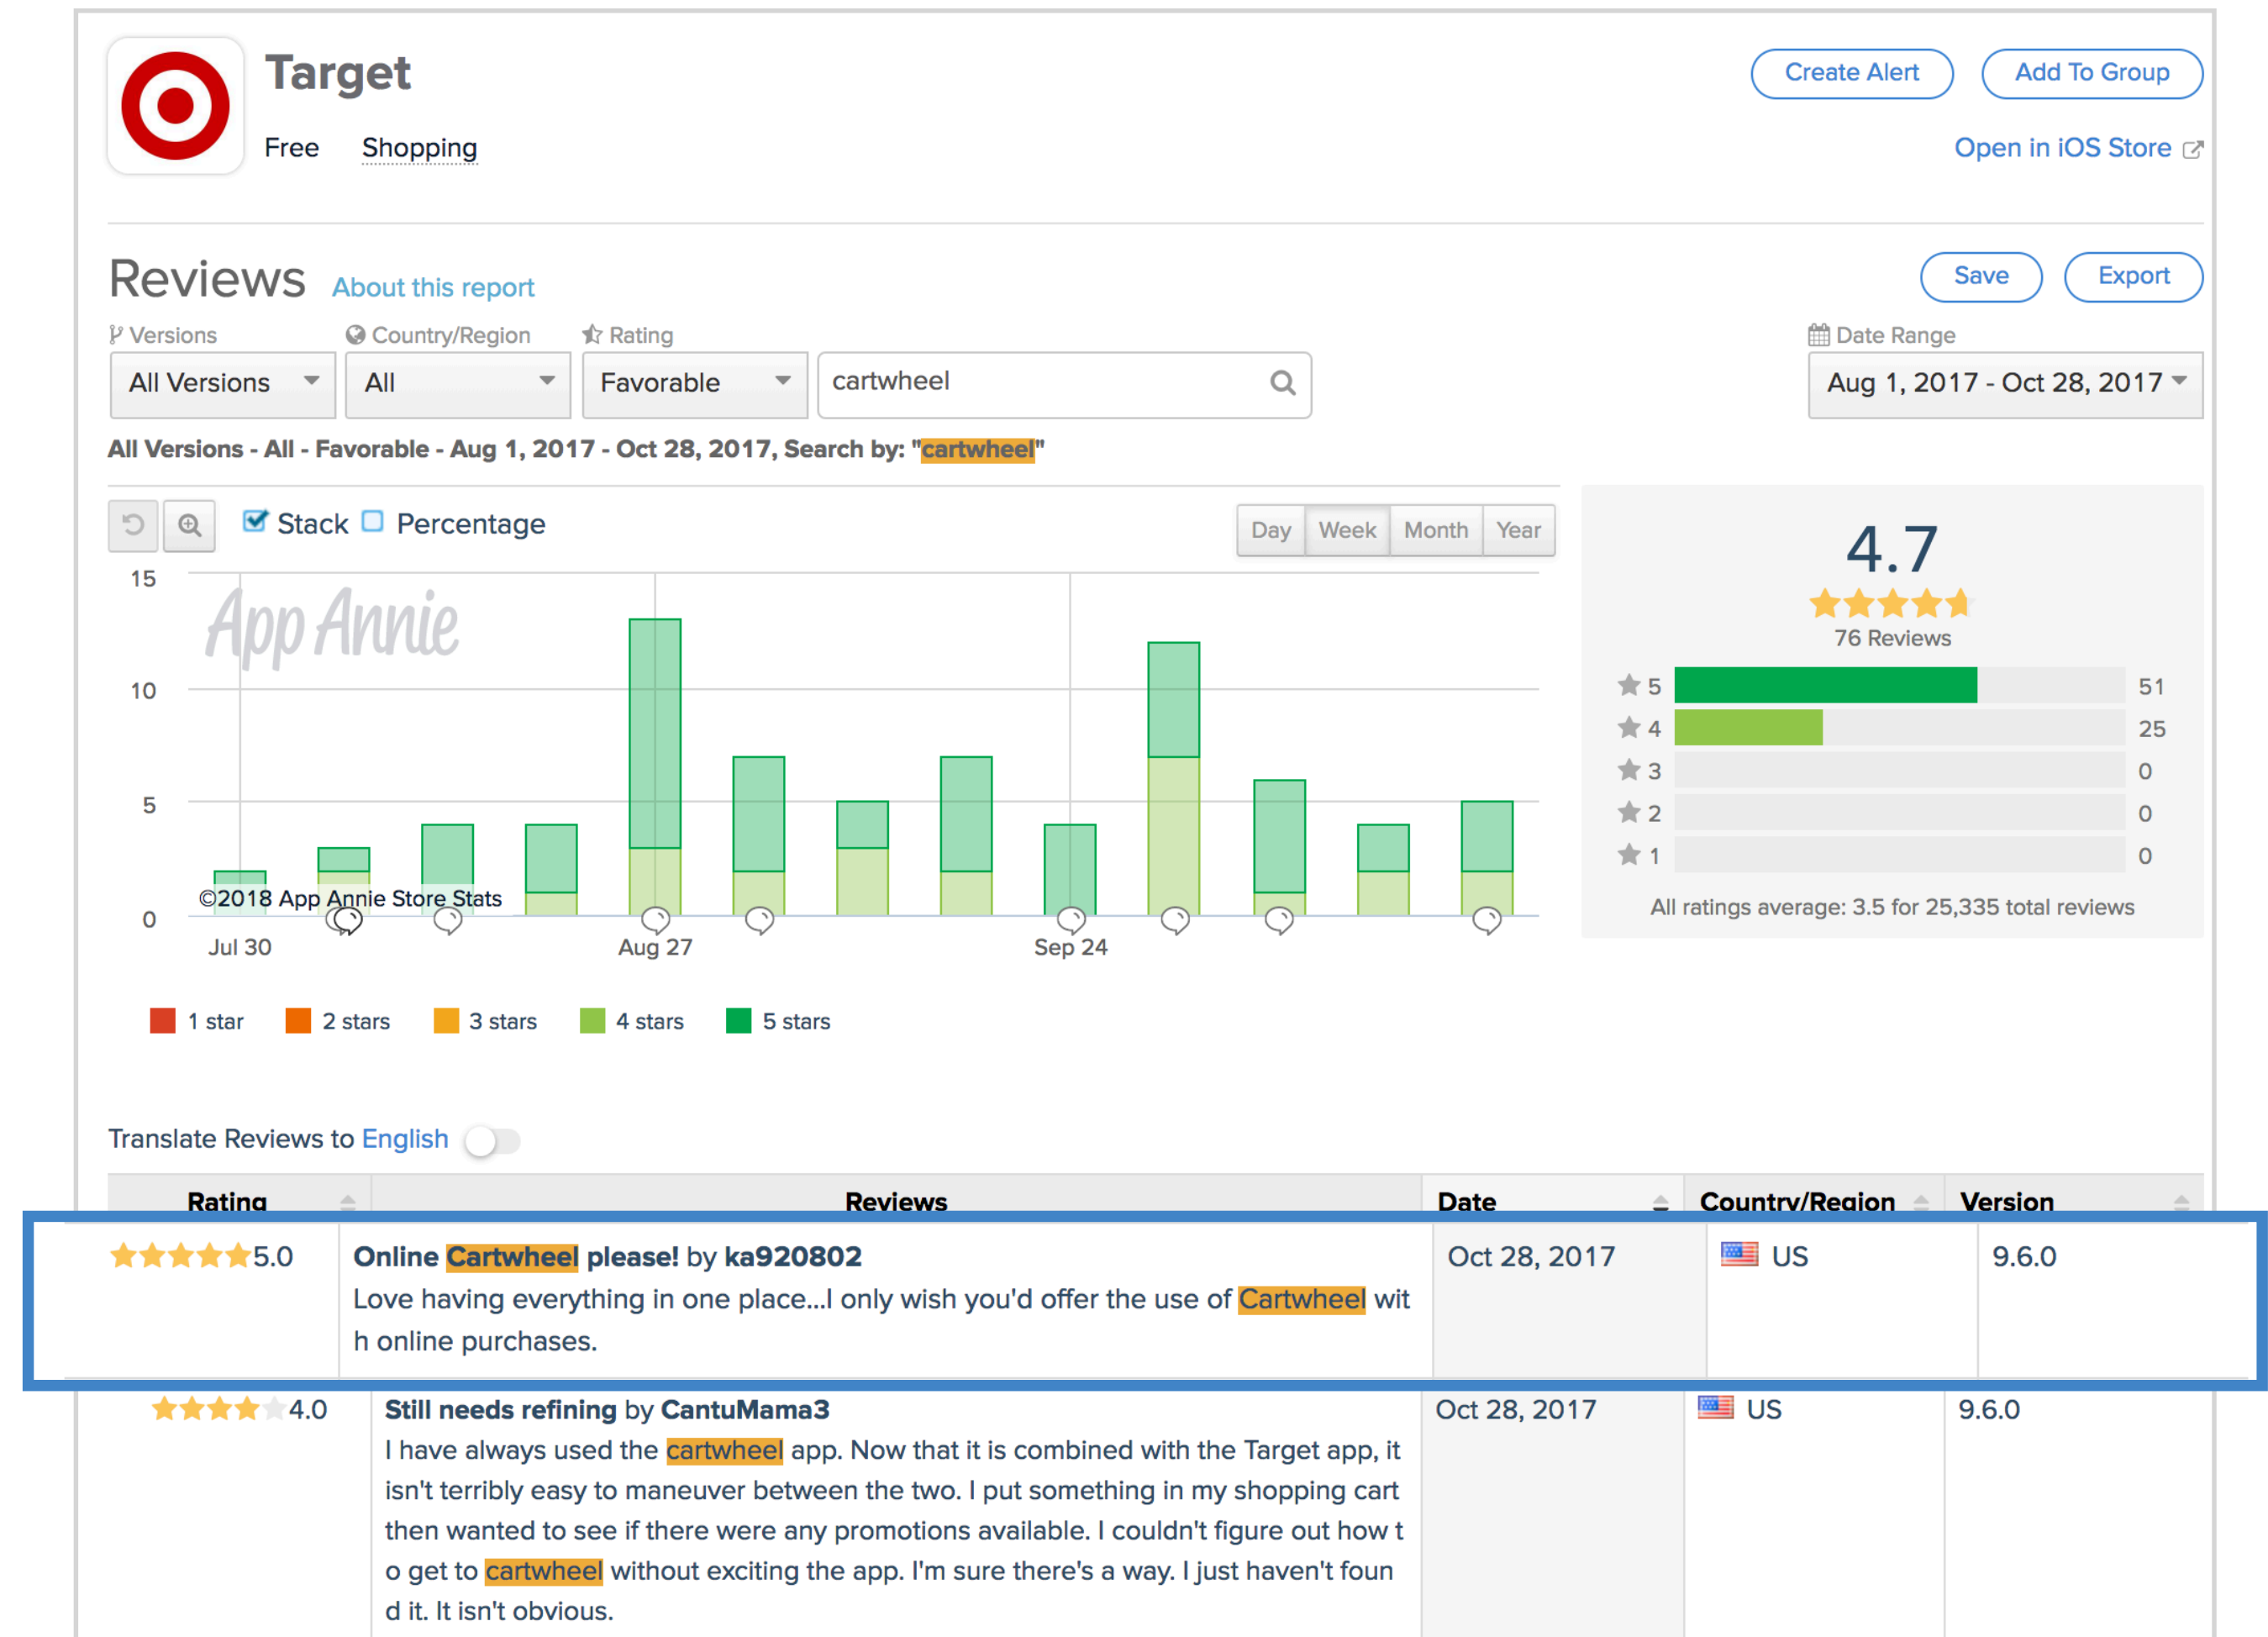 Target
Create Alert
Add To Group
Free Shopping
Open in iOS Store
Reviews About this report
Save
Export
Versions
Country/Region
Rating
Date Range
All Versions
All
Favorable
cartwheel
Aug 1, 2017 - Oct 28, 2017
All Versions - All - Favorable - Aug 1, 2017 - Oct 28, 2017, Search by: "cartwheel"
Stack Percentage
Day Week Month Year
15
10
5
0
App Annie
©2018 App Annie Store Stats
Jul 30 Aug 27 Sep 24
1 star 2 stars 3 stars 4 stars 5 stars
4.7
76 Reviews
5 51
4 25
3 0
2 0
1 0
All ratings average: 3.5 for 25,335 total reviews
Translate Reviews to English
Rating Reviews Date Country/Region Version
5.0 Online Cartwheel please! by ka920802 Oct 28, 2017 US 9.6.0
Love having everything in one place...I only wish you'd offer the use of Cartwheel wit
h online purchases.
4.0 Still needs refining by CantuMama3 Oct 28, 2017 US 9.6.0
I have always used the cartwheel app. Now that it is combined with the Target app, it
isn't terribly easy to maneuver between the two. I put something in my shopping cart
then wanted to see if there were any promotions available. I couldn't figure out how t
o get to cartwheel without exciting the app. I'm sure there's a way. I just haven't foun
d it. It isn't obvious.